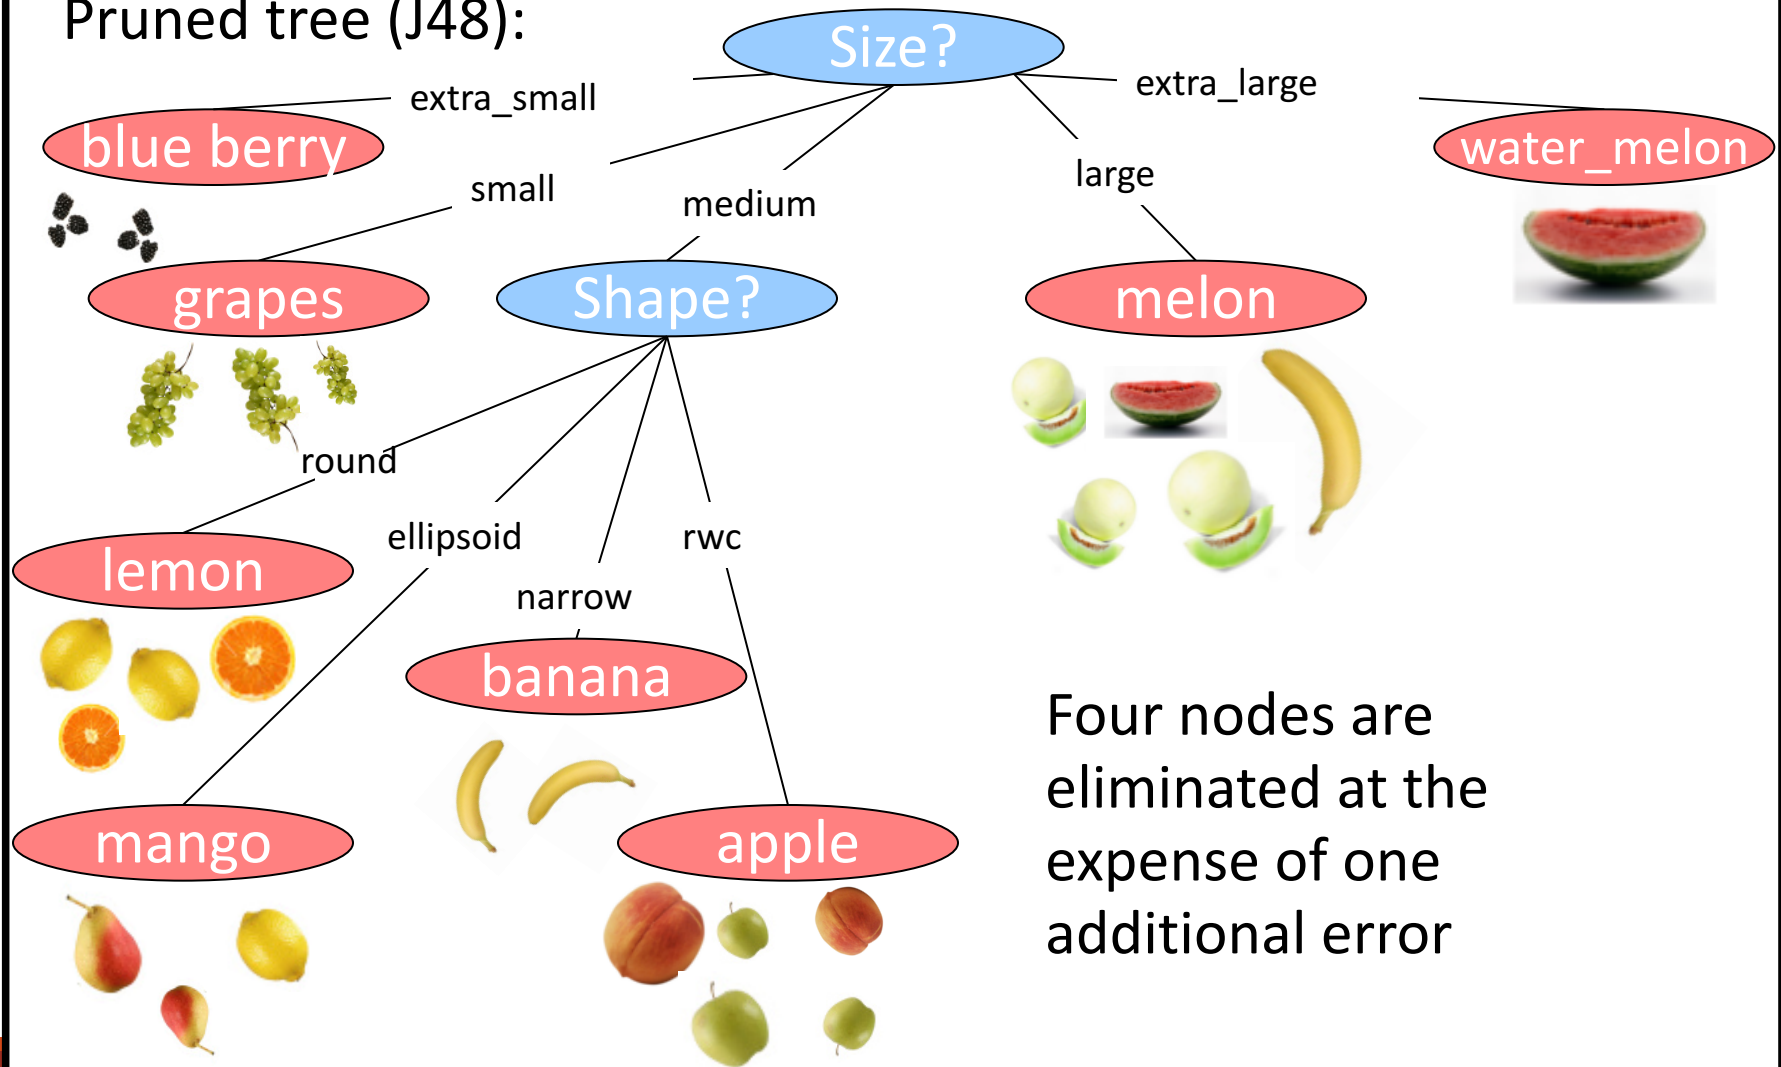 Pruned tree (J48):
Size?
extra_small
extra_large
blue berry
water_melon
small
medium
large
grapes
Shape?
melon
round
ellipsoid
rwc
lemon
narrow
banana
mango
apple
Four nodes are
eliminated at the
expense of one
additional error